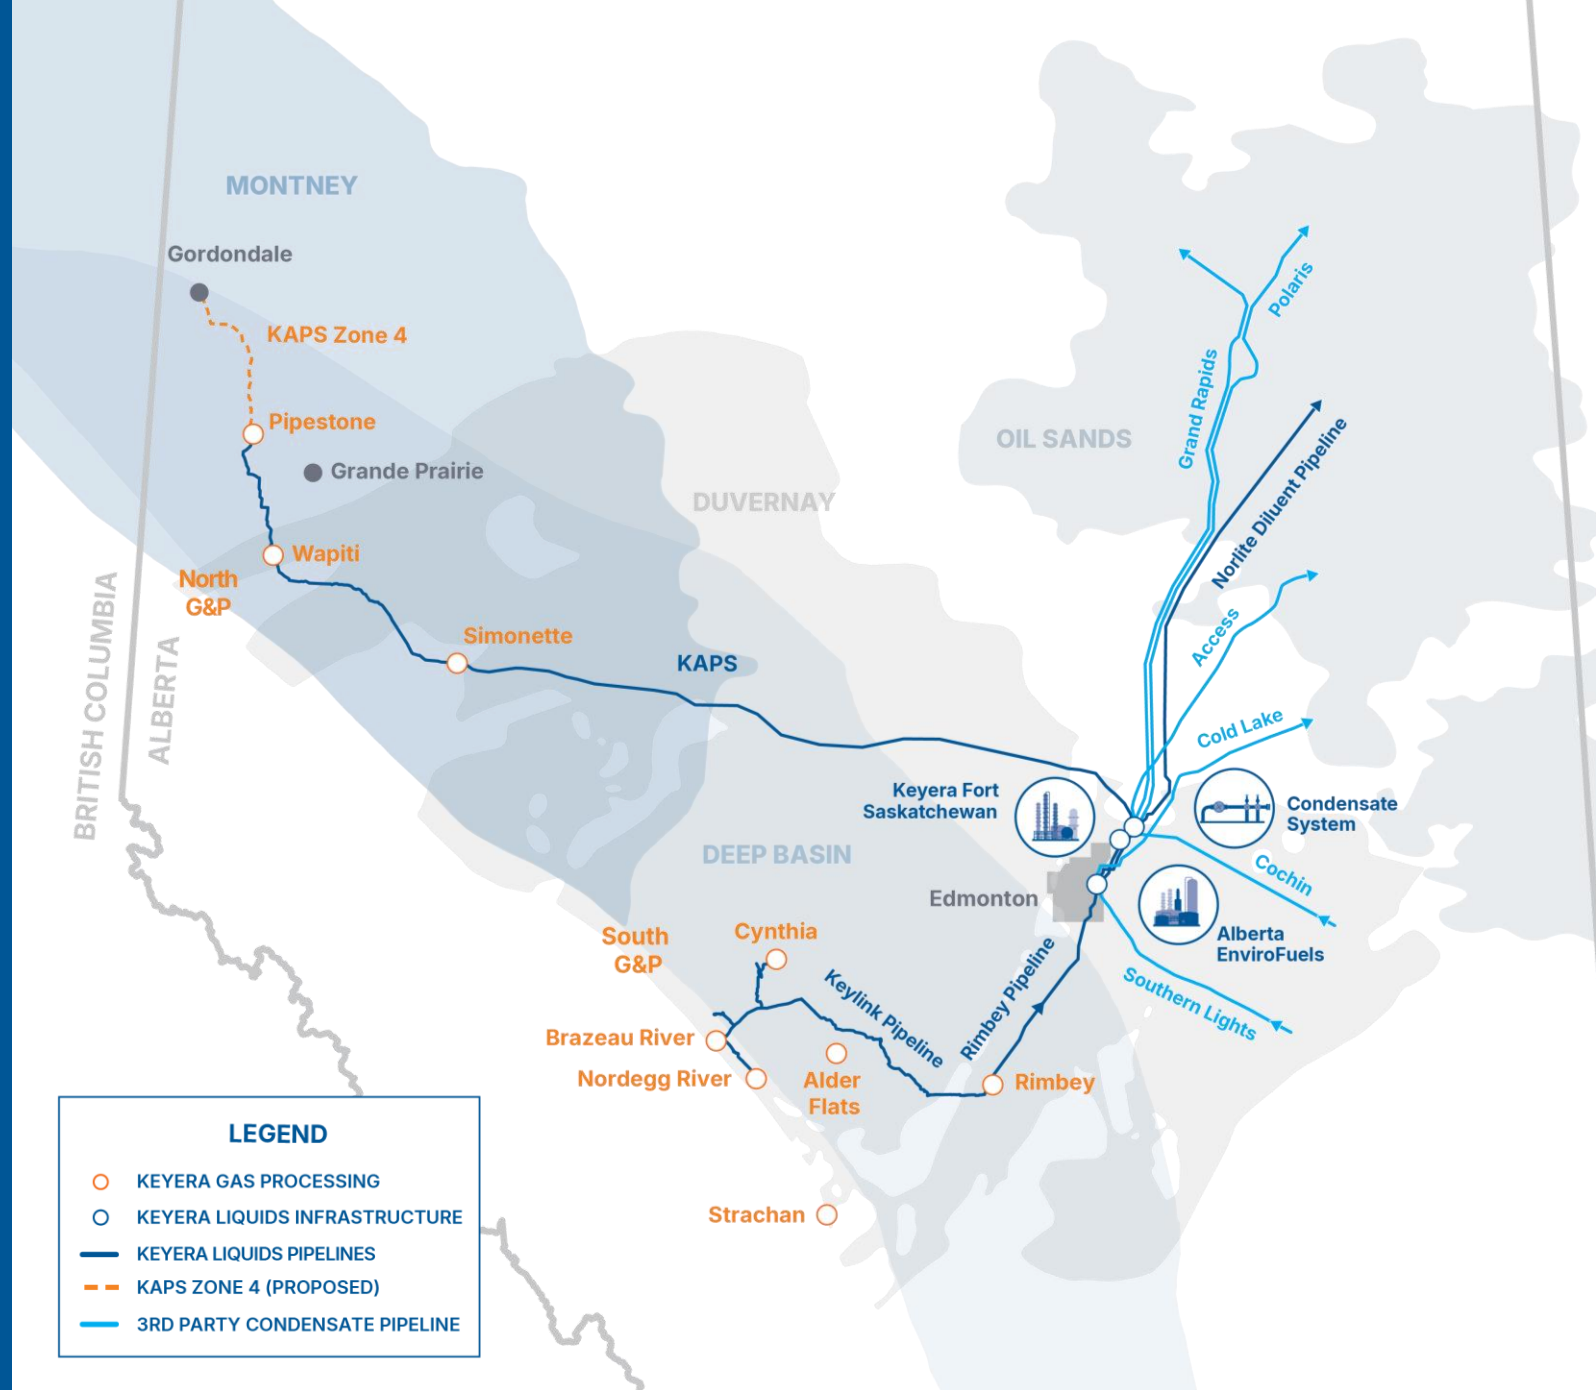 MONTNEY
Gordondale
KAPS Zone 4
Pipestone
Grande Prairie
Wapiti
North
G&P
Simonette
KAPS
DUVERNAY
OIL SANDS
Polaris
Grand Rapids
Norlite Diluent Pipeline
Access
Cold Lake
BRITISH COLUMBIA
ALBERTA
Keyera Fort
Saskatchewan
Condensate
System
DEEP BASIN
Cochin
Edmonton
Alberta
EnviroFuels
South
G&P
Cynthia
Keylink Pipeline
Rimbey Pipeline
Southern Lights
Brazeau River
Nordegg River
Alder
Flats
Rimbey
Strachan
LEGEND
KEYERA GAS PROCESSING
KEYERA LIQUIDS INFRASTRUCTURE
KEYERA LIQUIDS PIPELINES
KAPS ZONE 4 (PROPOSED)
3RD PARTY CONDENSATE PIPELINE